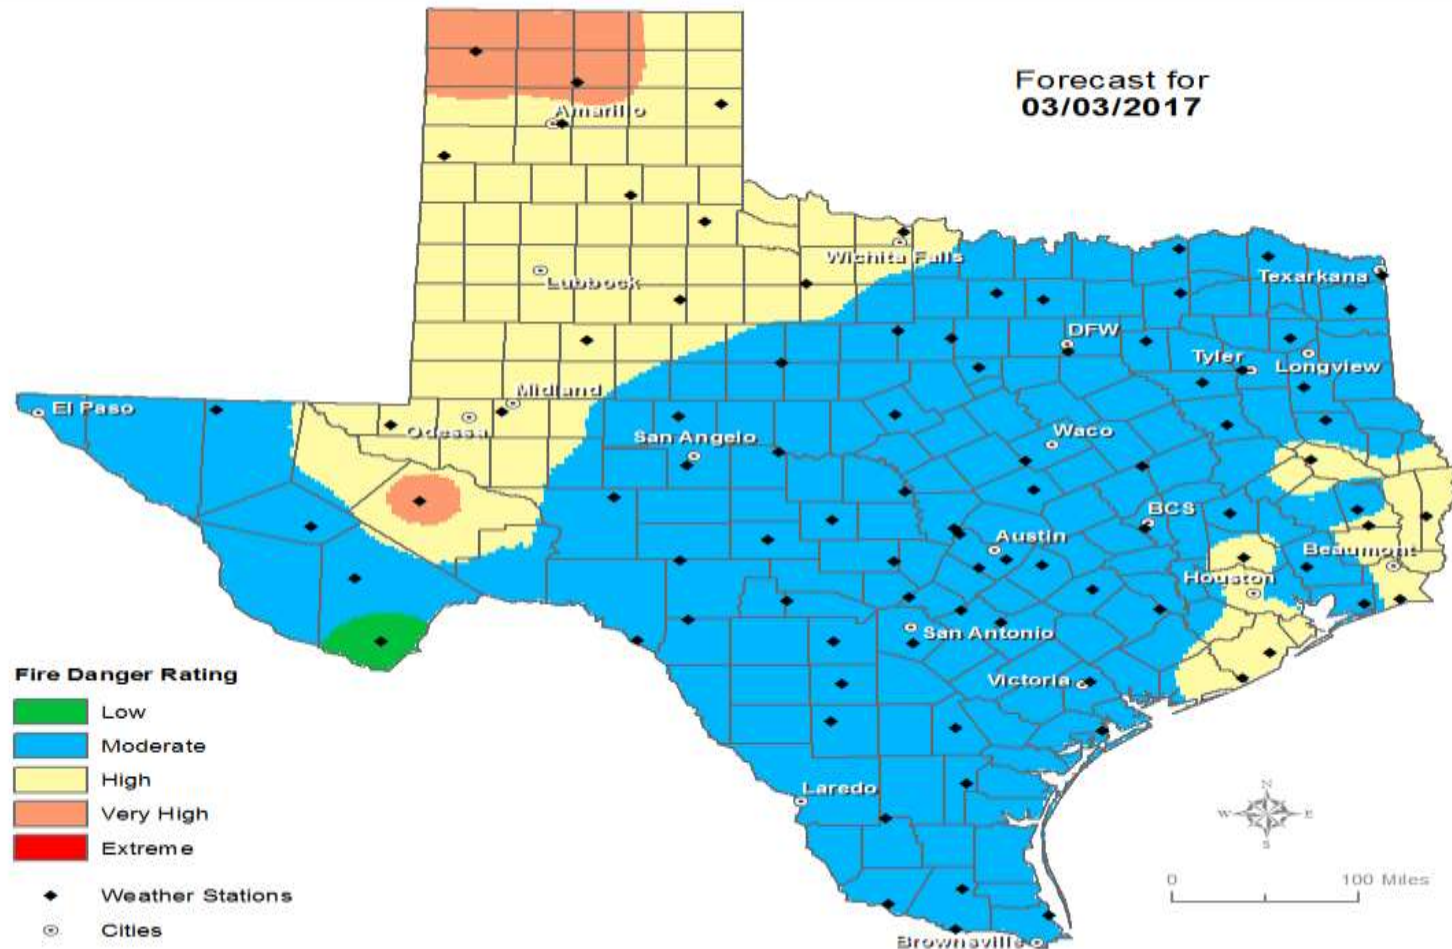 Forecast for
03/03/2017
Amarillo
Wichita Falls
Lubbock
Texarkana
DFW
Tyler
Longview
Midland
El Paso
Odessa
San Angelo
Waco
BCS
Austin
Beaumont
Houston
San Antonio
Victoria
Laredo
Brownsville
Fire Danger Rating
Low
Moderate
High
Very High
Extreme
Weather Stations
Cities
N
W E
S
0 100 Miles